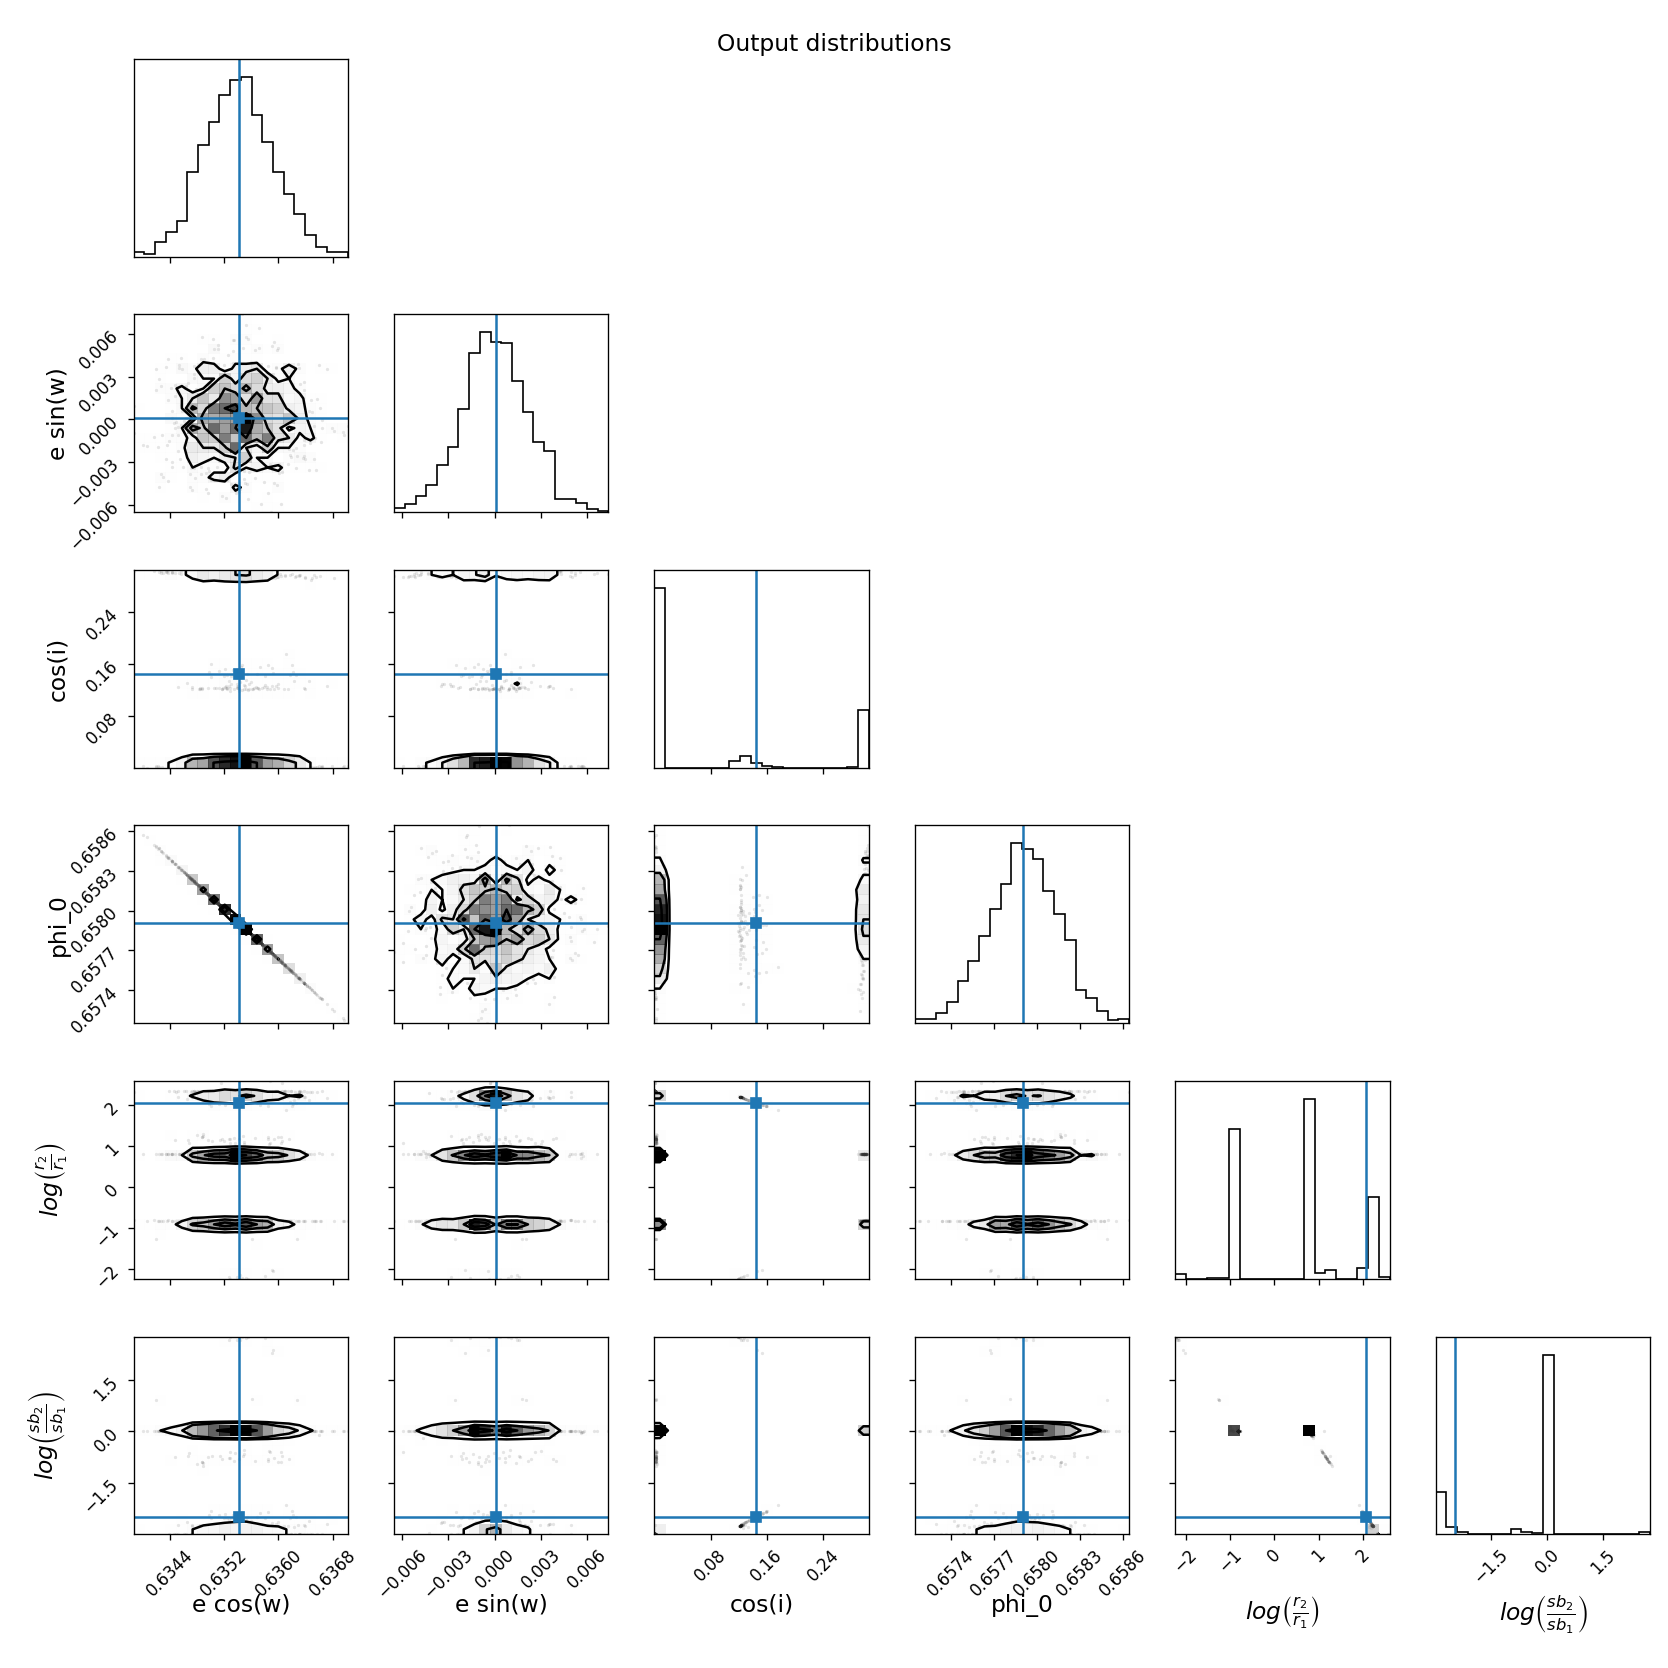 Output distributions
e sin(w)
0.006
0.003
0.000
−0.003
−0.006
cos(i)
0.24
0.16
0.08
phi_0
0.6586
0.6583
0.6580
0.6577
0.6574
log(r2/r1)
2
1
0
−1
−2
log(sb2/sb1)
1.5
0.0
−1.5
0.6344 0.6352 0.6360 0.6368
−0.006 −0.003 0.000 0.003 0.006
0.08 0.16 0.24
0.6574 0.6577 0.6580 0.6583 0.6586
−2 −1 0 1 2
−1.5 0.0 1.5
e cos(w) e sin(w) cos(i) phi_0 log(r2/r1) log(sb2/sb1)